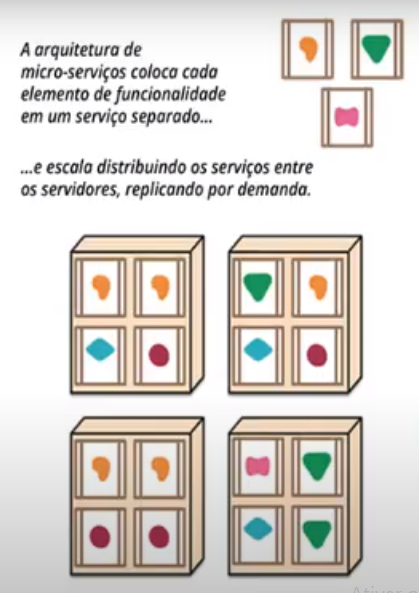 A arquitetura de
micro-serviços coloca cada
elemento de funcionalidade
em um serviço separado...
...e escala distribuindo os serviços entre
os servidores, replicando por demanda.